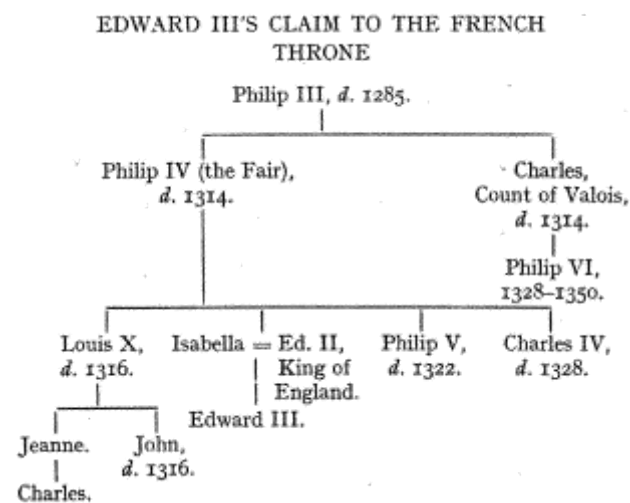 EDWARD III'S CLAIM TO THE FRENCH
THRONE
Philip III, d. 1285.
Philip IV (the Fair),
d. 1314.
Charles,
Count of Valois,
d. 1314.
Philip VI,
1328–1350.
Louis X,
d. 1316.
Isabella = Ed. II,
King of
England.
Edward III.
Philip V,
d. 1322.
Charles IV,
d. 1328.
Jeanne.
John,
d. 1316.
Charles.